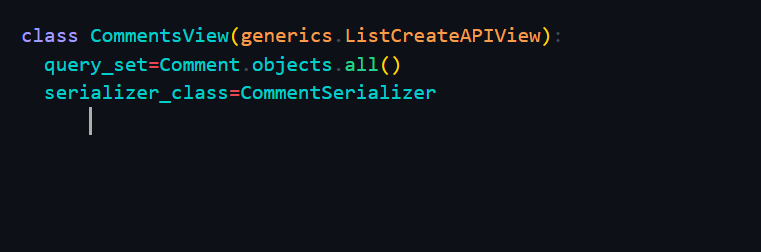 class CommentsView(generics.ListCreateAPIView):
  query_set=Comment.objects.all()
  serializer_class=CommentSerializer